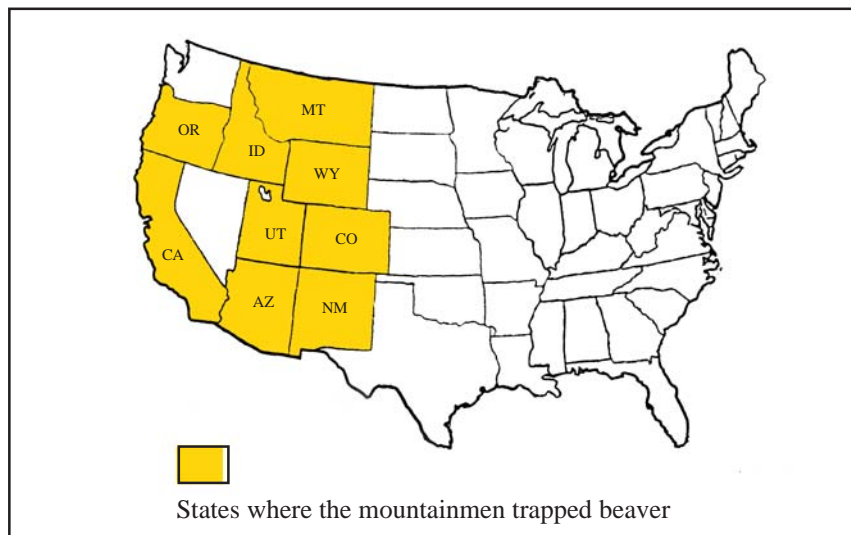 MT
OR
ID
WY
UT
CO
CA
AZ
NM
States where the mountainmen trapped beaver